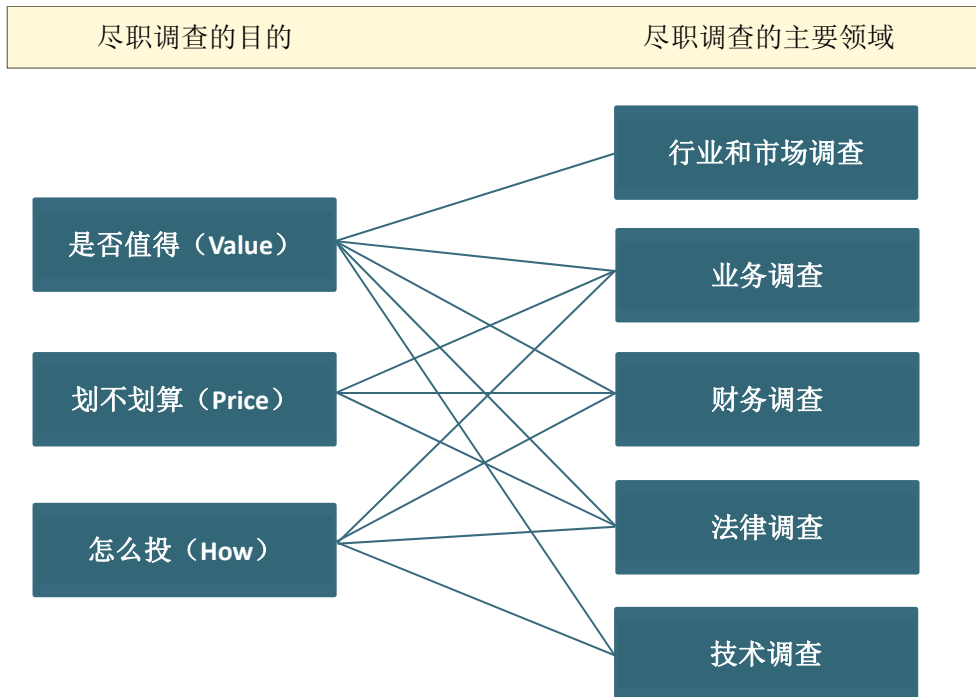 尽职调查的目的
尽职调查的主要领域
是否值得（Value）
划不划算（Price）
怎么投（How）
行业和市场调查
业务调查
财务调查
法律调查
技术调查